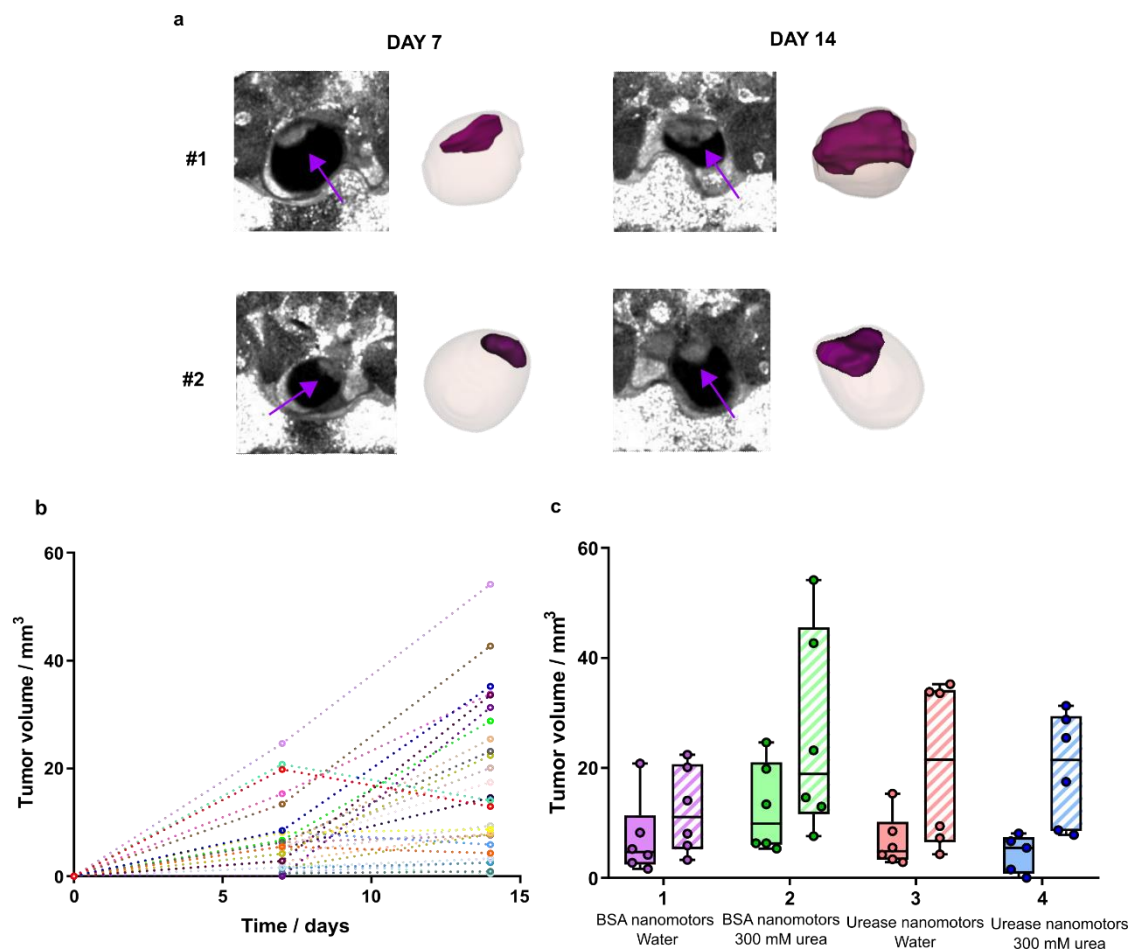 a
DAY 7
DAY 14
#1
#2
b
60
40
20
0
0
5
10
15
Tumor volume / mm³
Time / days
c
60
40
20
0
Tumor volume / mm³
1
2
3
4
BSA nanomotors
Water
BSA nanomotors
300 mM urea
Urease nanomotors
Water
Urease nanomotors
300 mM urea